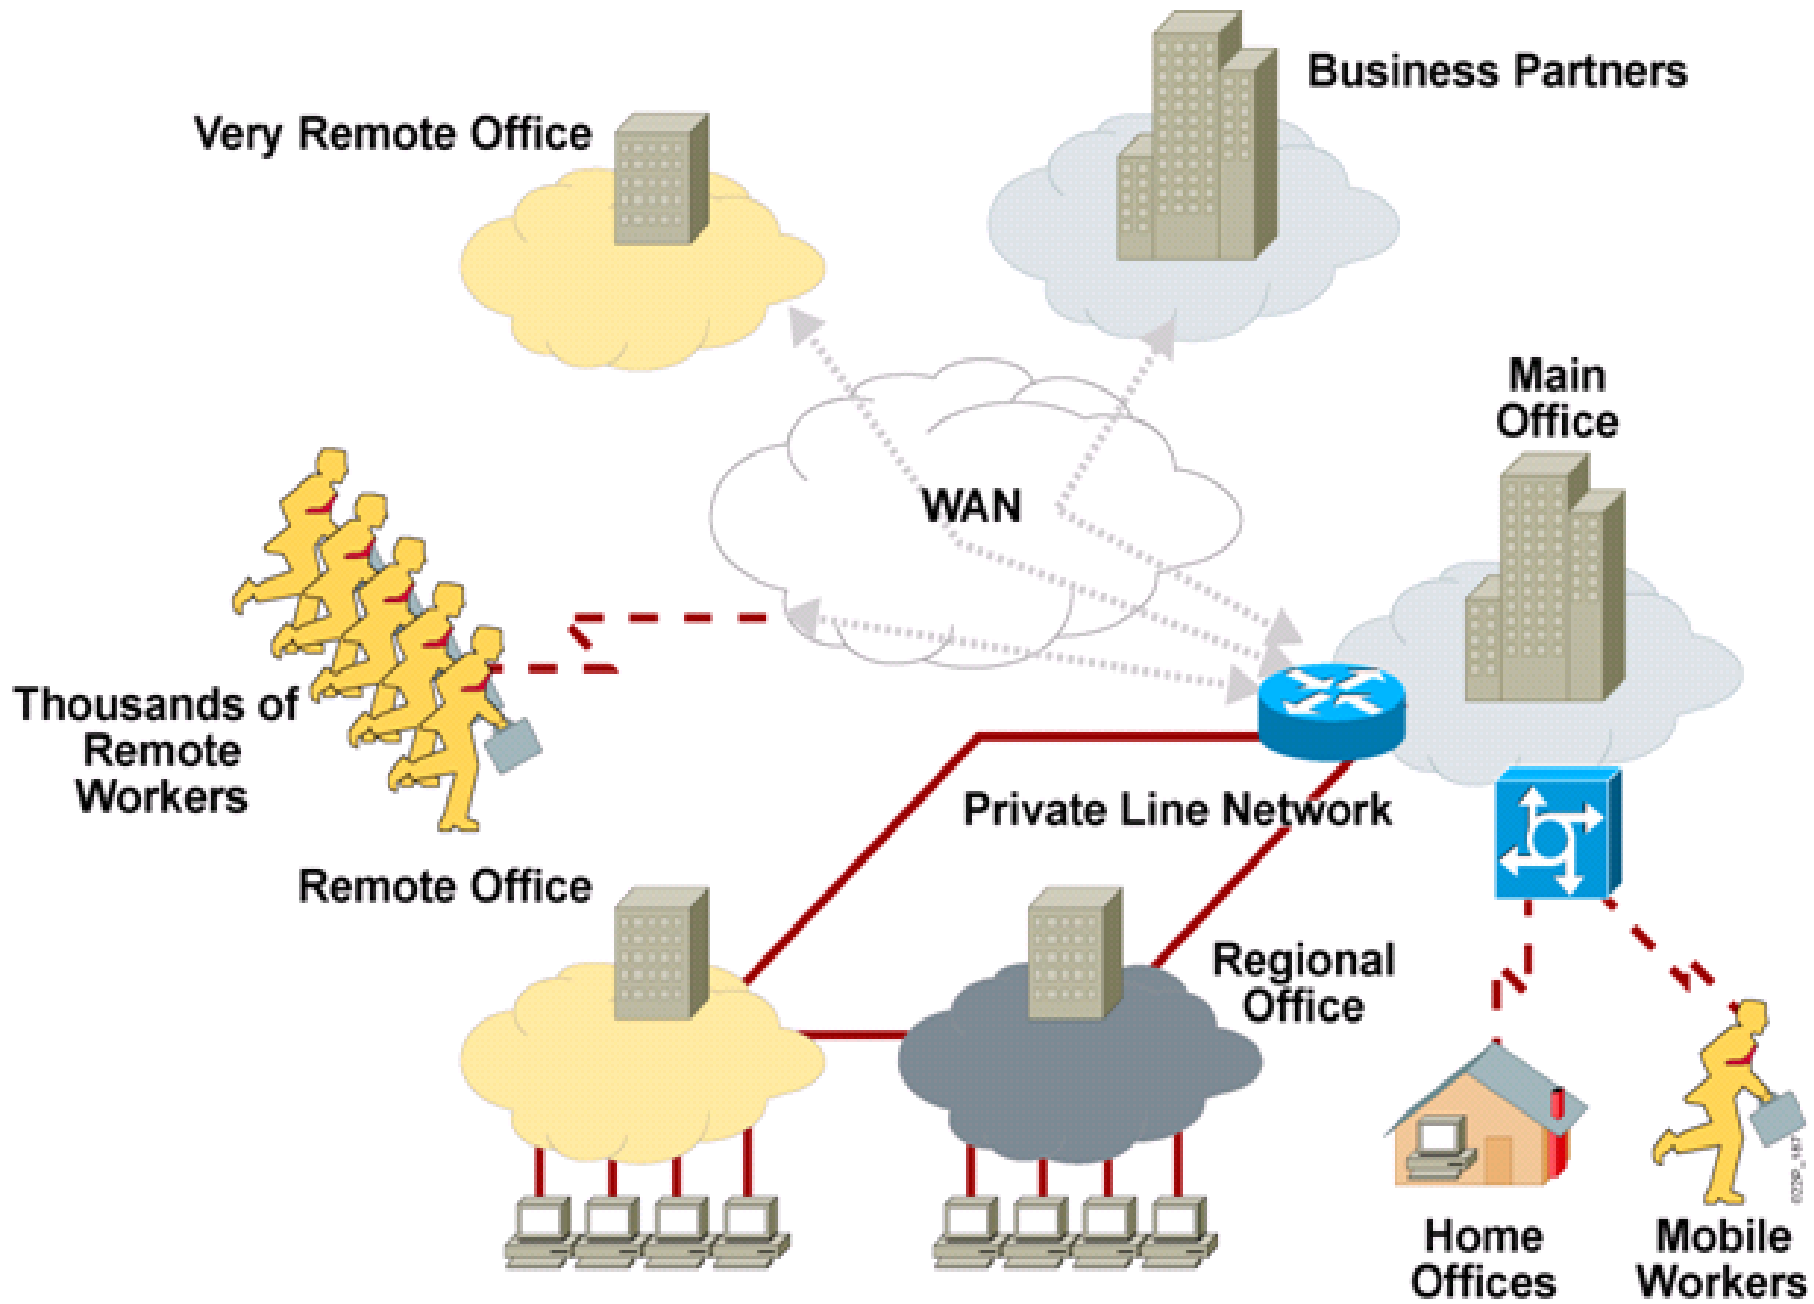 Business Partners
Very Remote Office
Main
Office
WAN
Thousands of
Remote
Workers
Private Line Network
Remote Office
Regional
Office
Home
Offices
Mobile
Workers